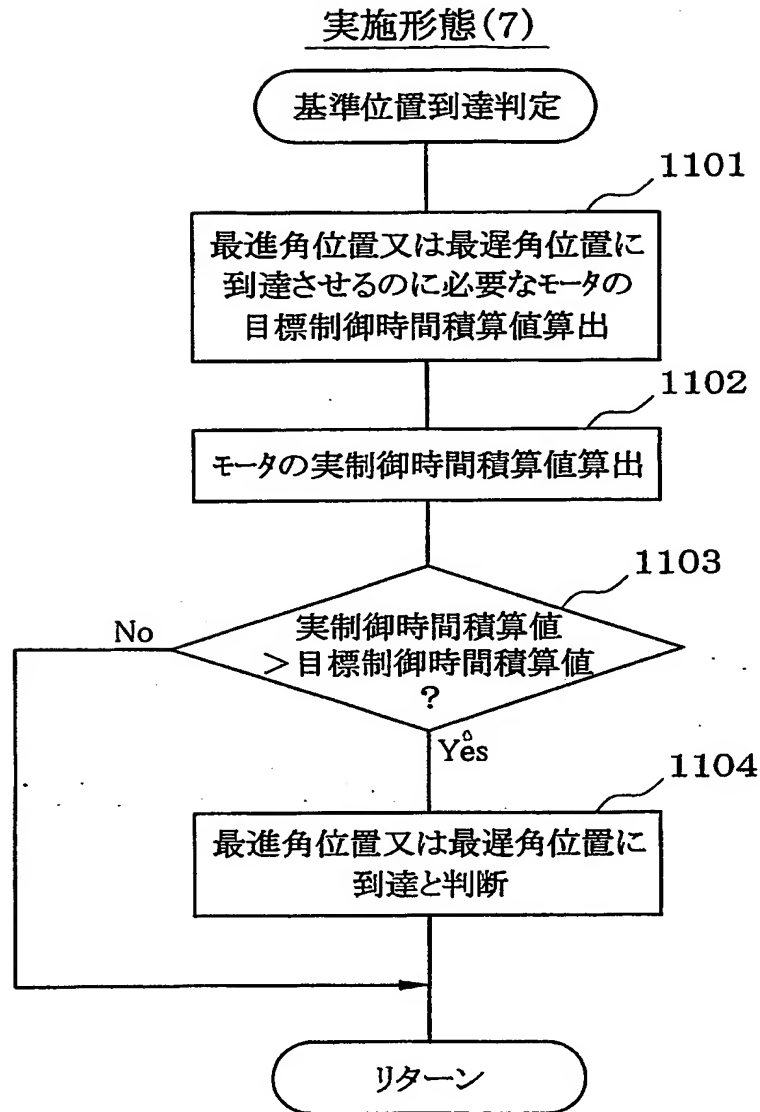 実施形態(7)
基準位置到達判定
1101
最進角位置又は最遅角位置に
到達させるのに必要なモータの
目標制御時間積算値算出
1102
モータの実制御時間積算値算出
1103
No
実制御時間積算値
>目標制御時間積算値
?
Yes
1104
最進角位置又は最遅角位置に
到達と判断
リターン